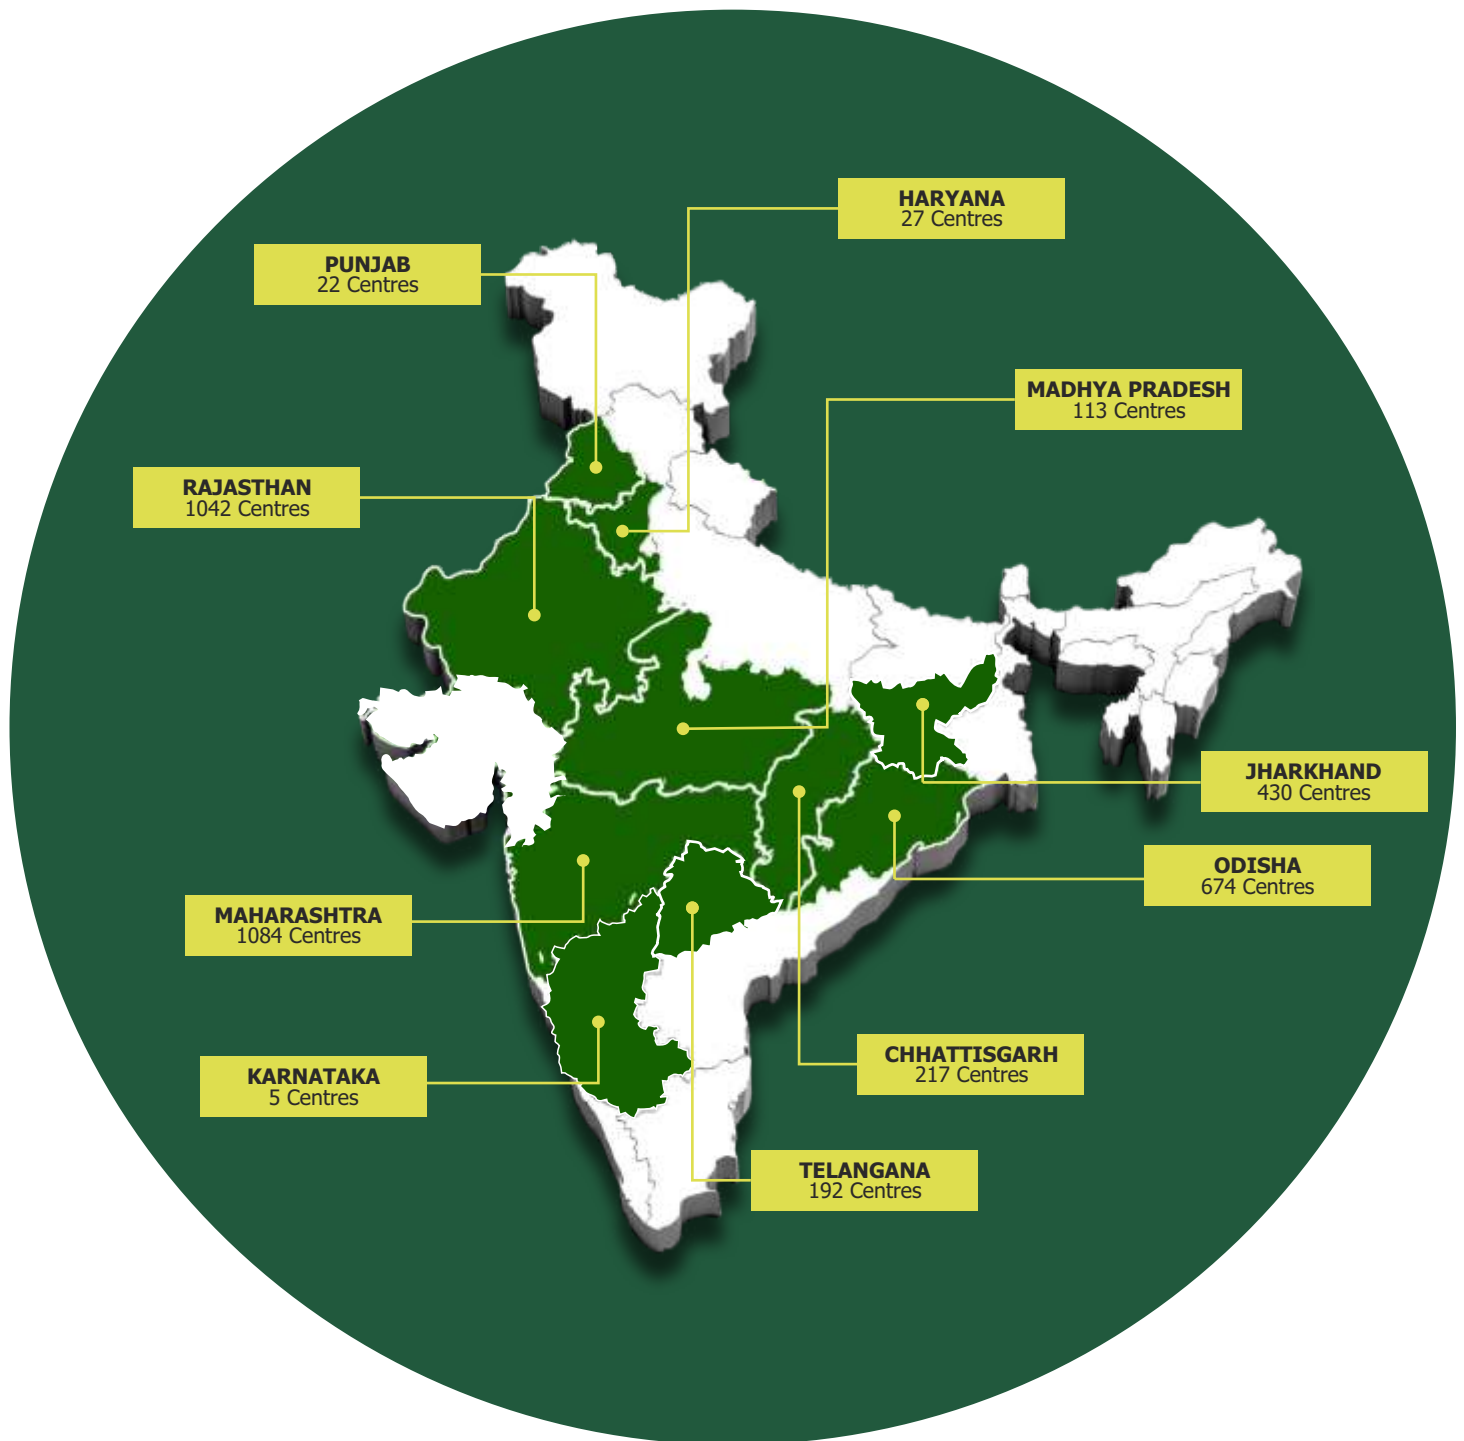 HARYANA
27 Centres
PUNJAB
22 Centres
MADHYA PRADESH
113 Centres
RAJASTHAN
1042 Centres
JHARKHAND
430 Centres
ODISHA
674 Centres
MAHARASHTRA
1084 Centres
CHHATTISGARH
217 Centres
KARNATAKA
5 Centres
TELANGANA
192 Centres